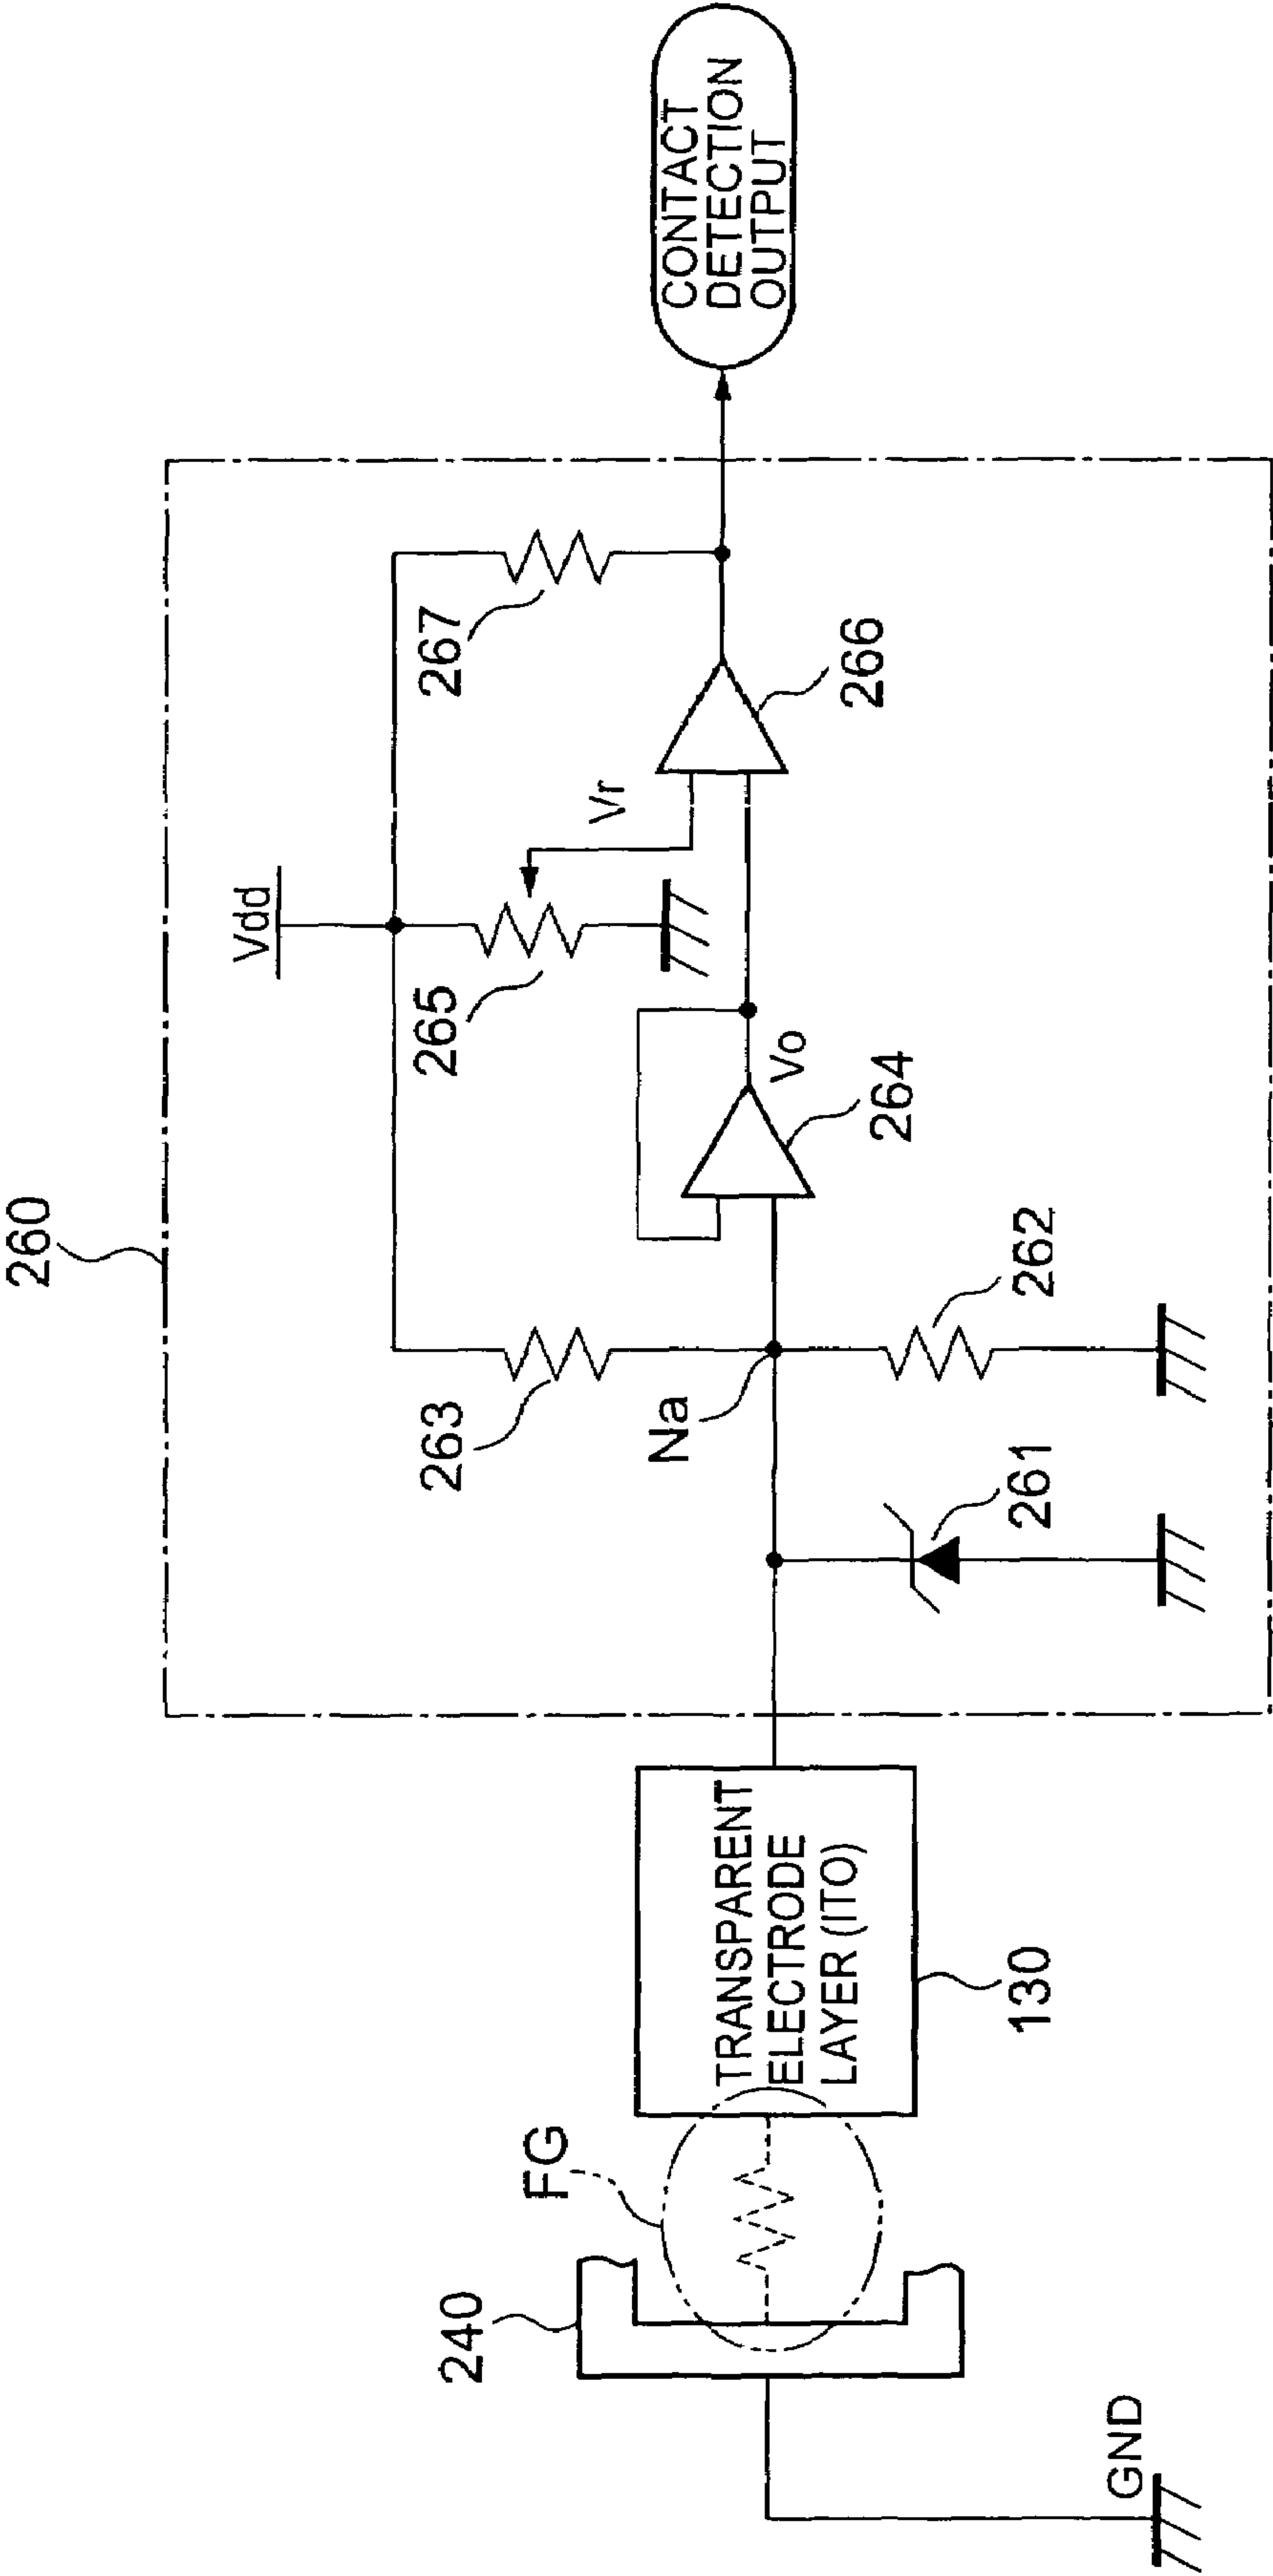 260
Vdd
267
265
Vr
263
266
Vo
264
Na
262
261
CONTACT
DETECTION
OUTPUT
FG
240
TRANSPARENT
ELECTRODE
LAYER (ITO)
130
GND